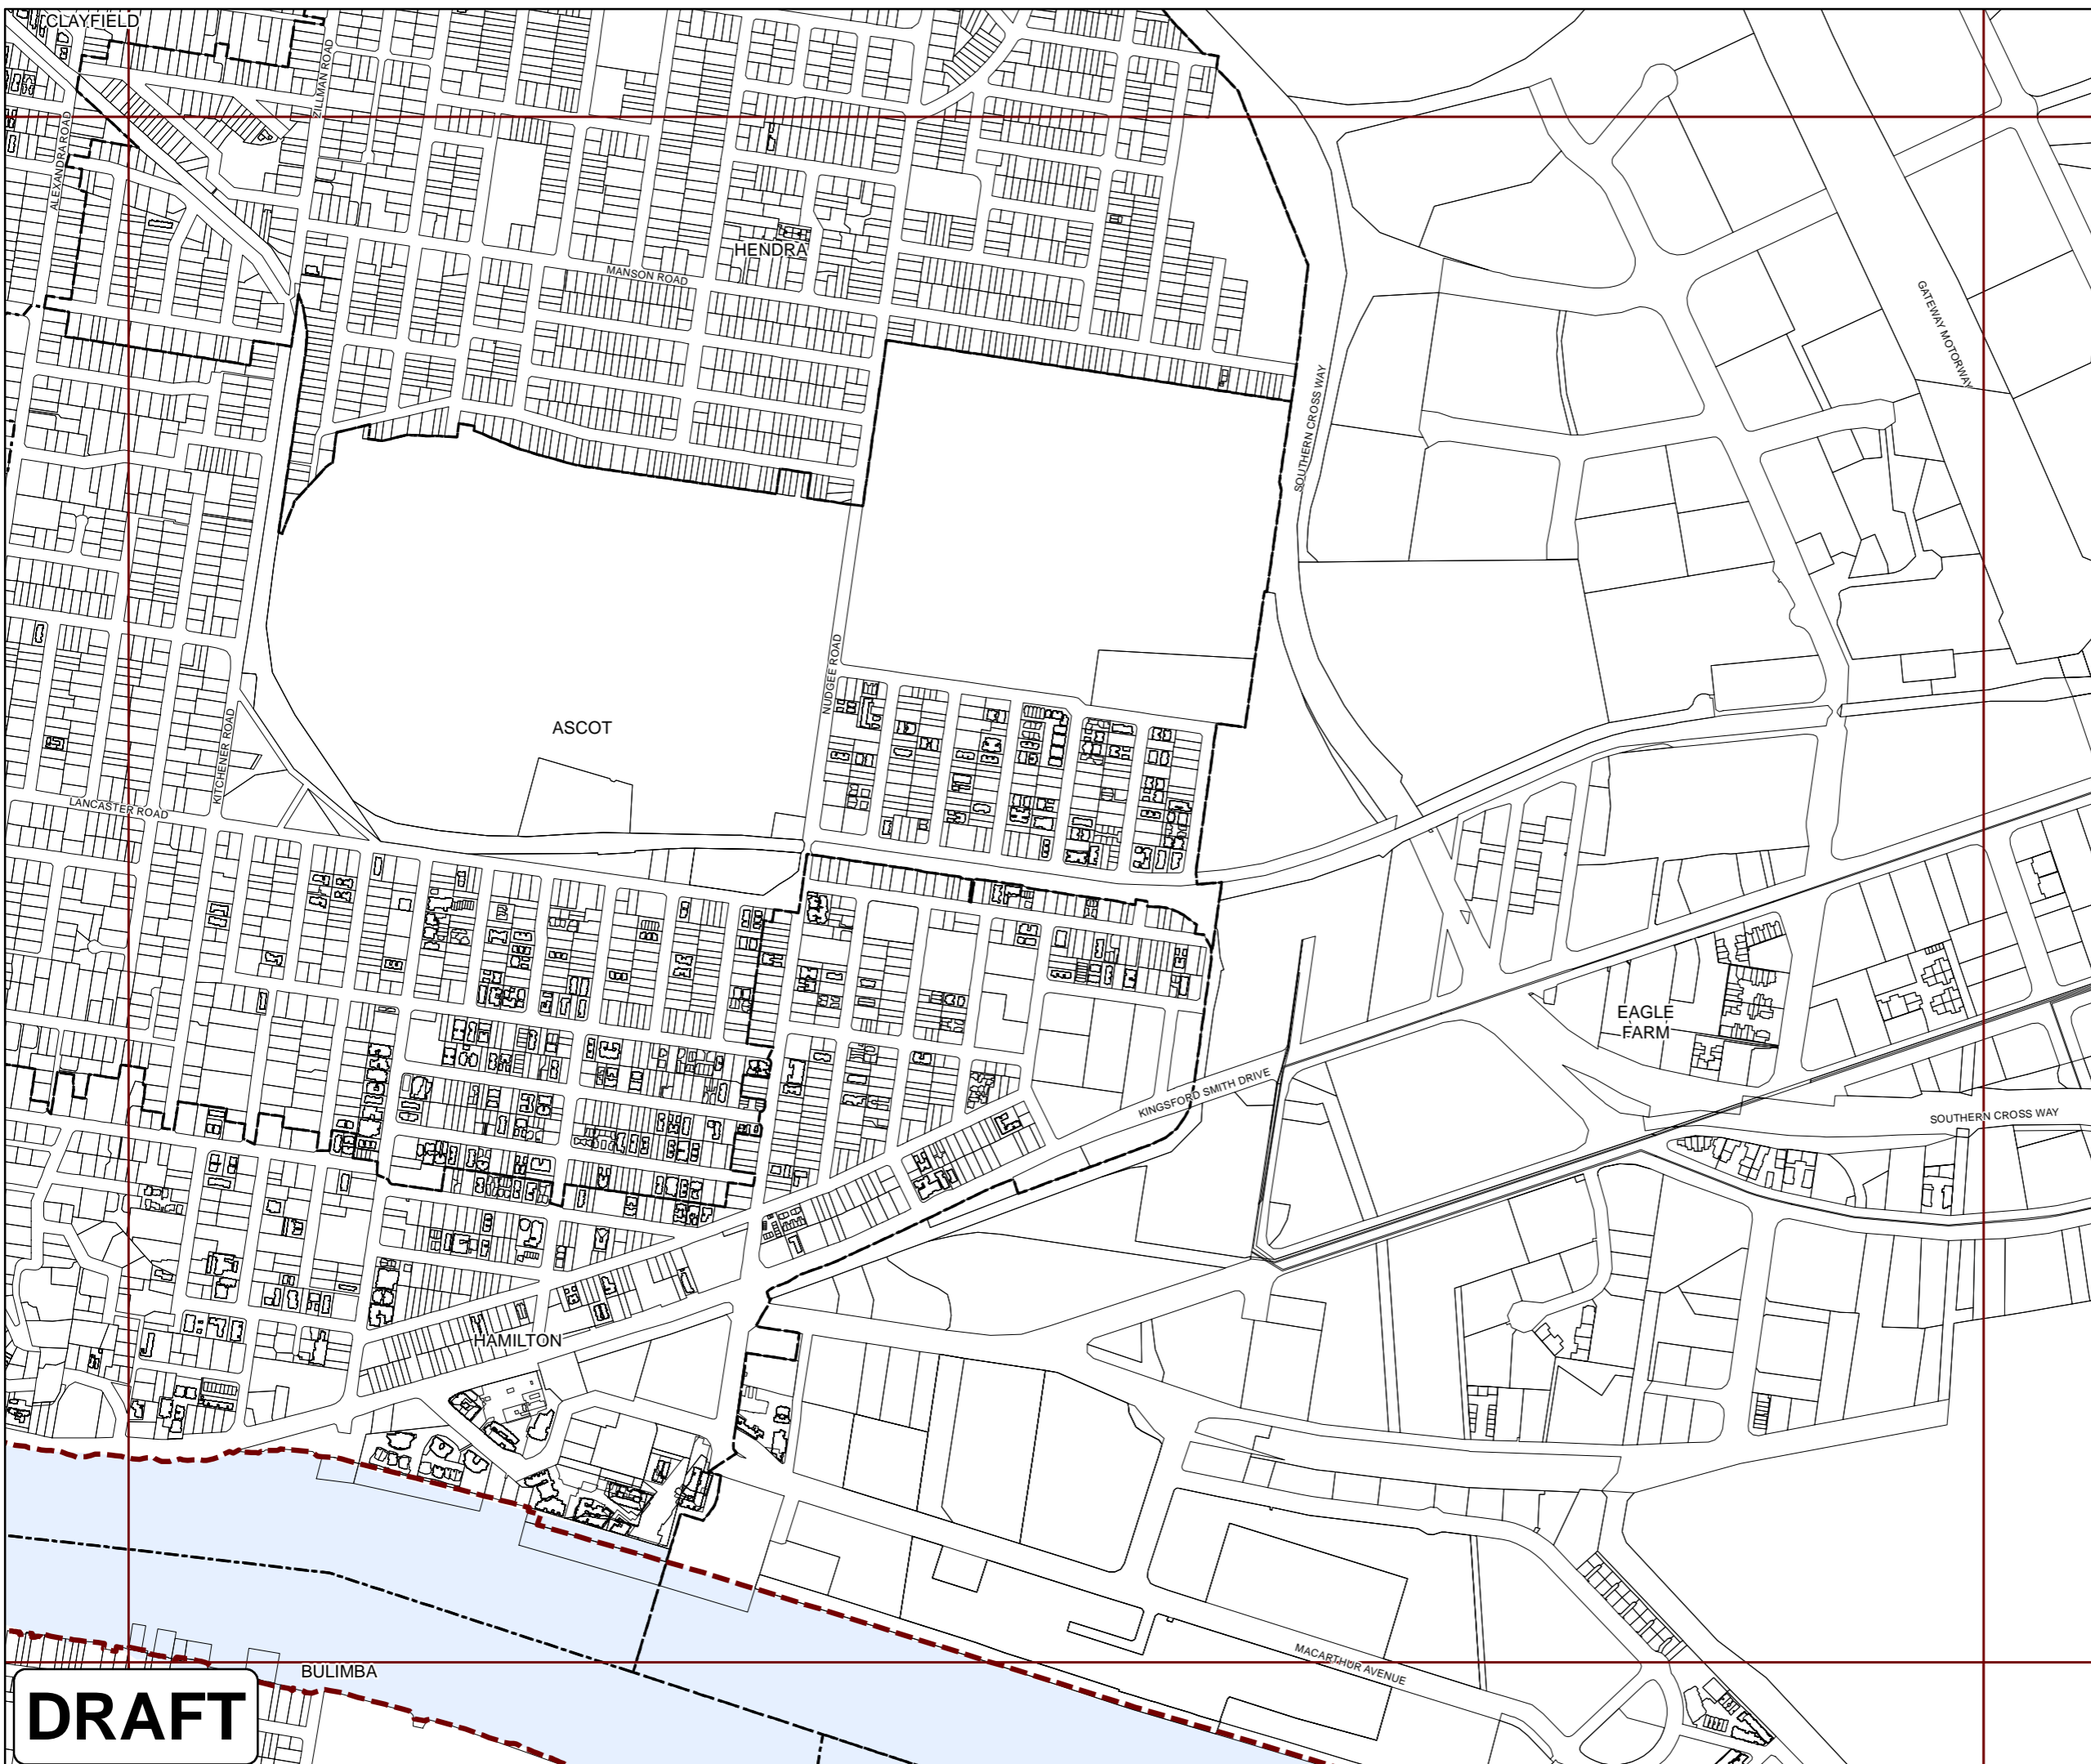 CLAYFIELD
ZILLMAN ROAD
ALEXANDRA ROAD
HENDRA
MANSON ROAD
GATEWAY MOTORWAY
SOUTHERN CROSS WAY
NUDGEE ROAD
ASCOT
KITCHENER ROAD
LANCASTER ROAD
EAGLE
FARM
KINGSFORD SMITH DRIVE
SOUTHERN CROSS WAY
HAMILTON
MACARTHUR AVENUE
BULIMBA
DRAFT